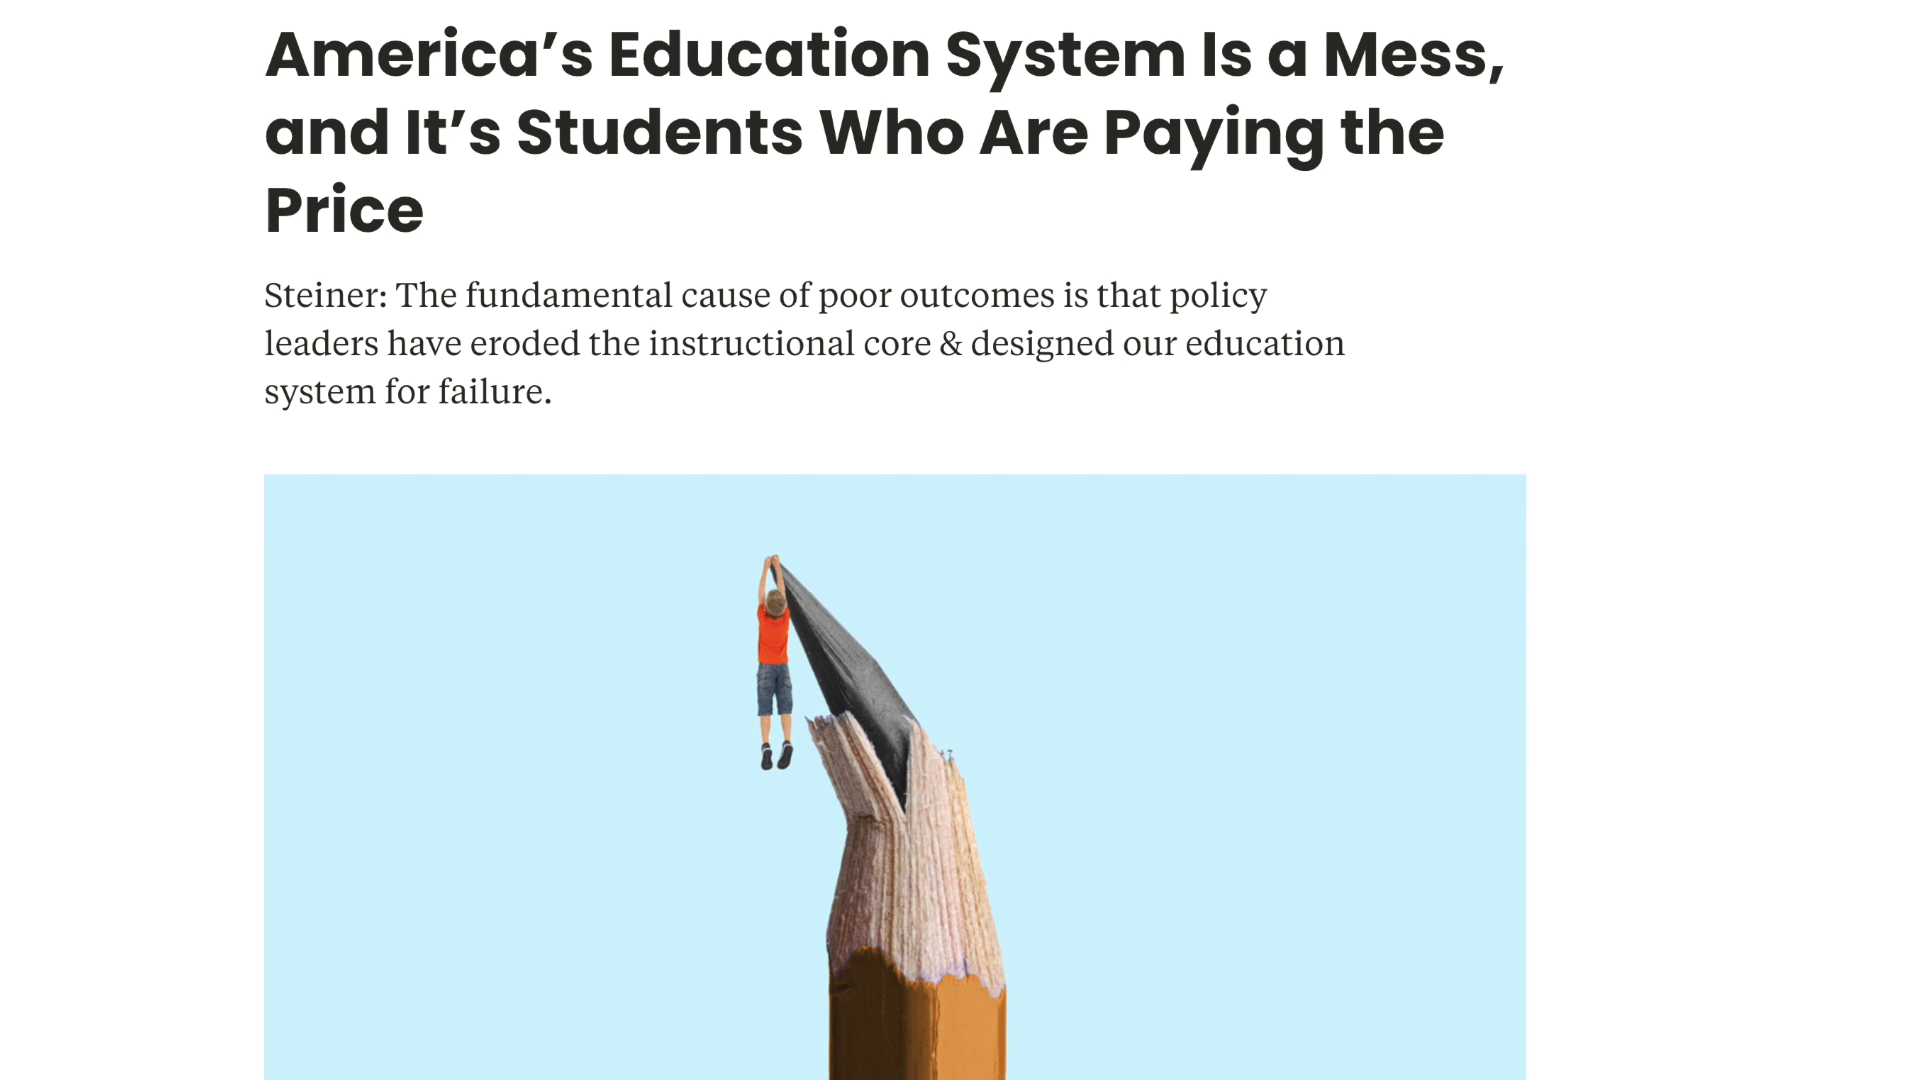 America’s Education System Is a Mess,
and It’s Students Who Are Paying the
Price
Steiner: The fundamental cause of poor outcomes is that policy
leaders have eroded the instructional core & designed our education
system for failure.